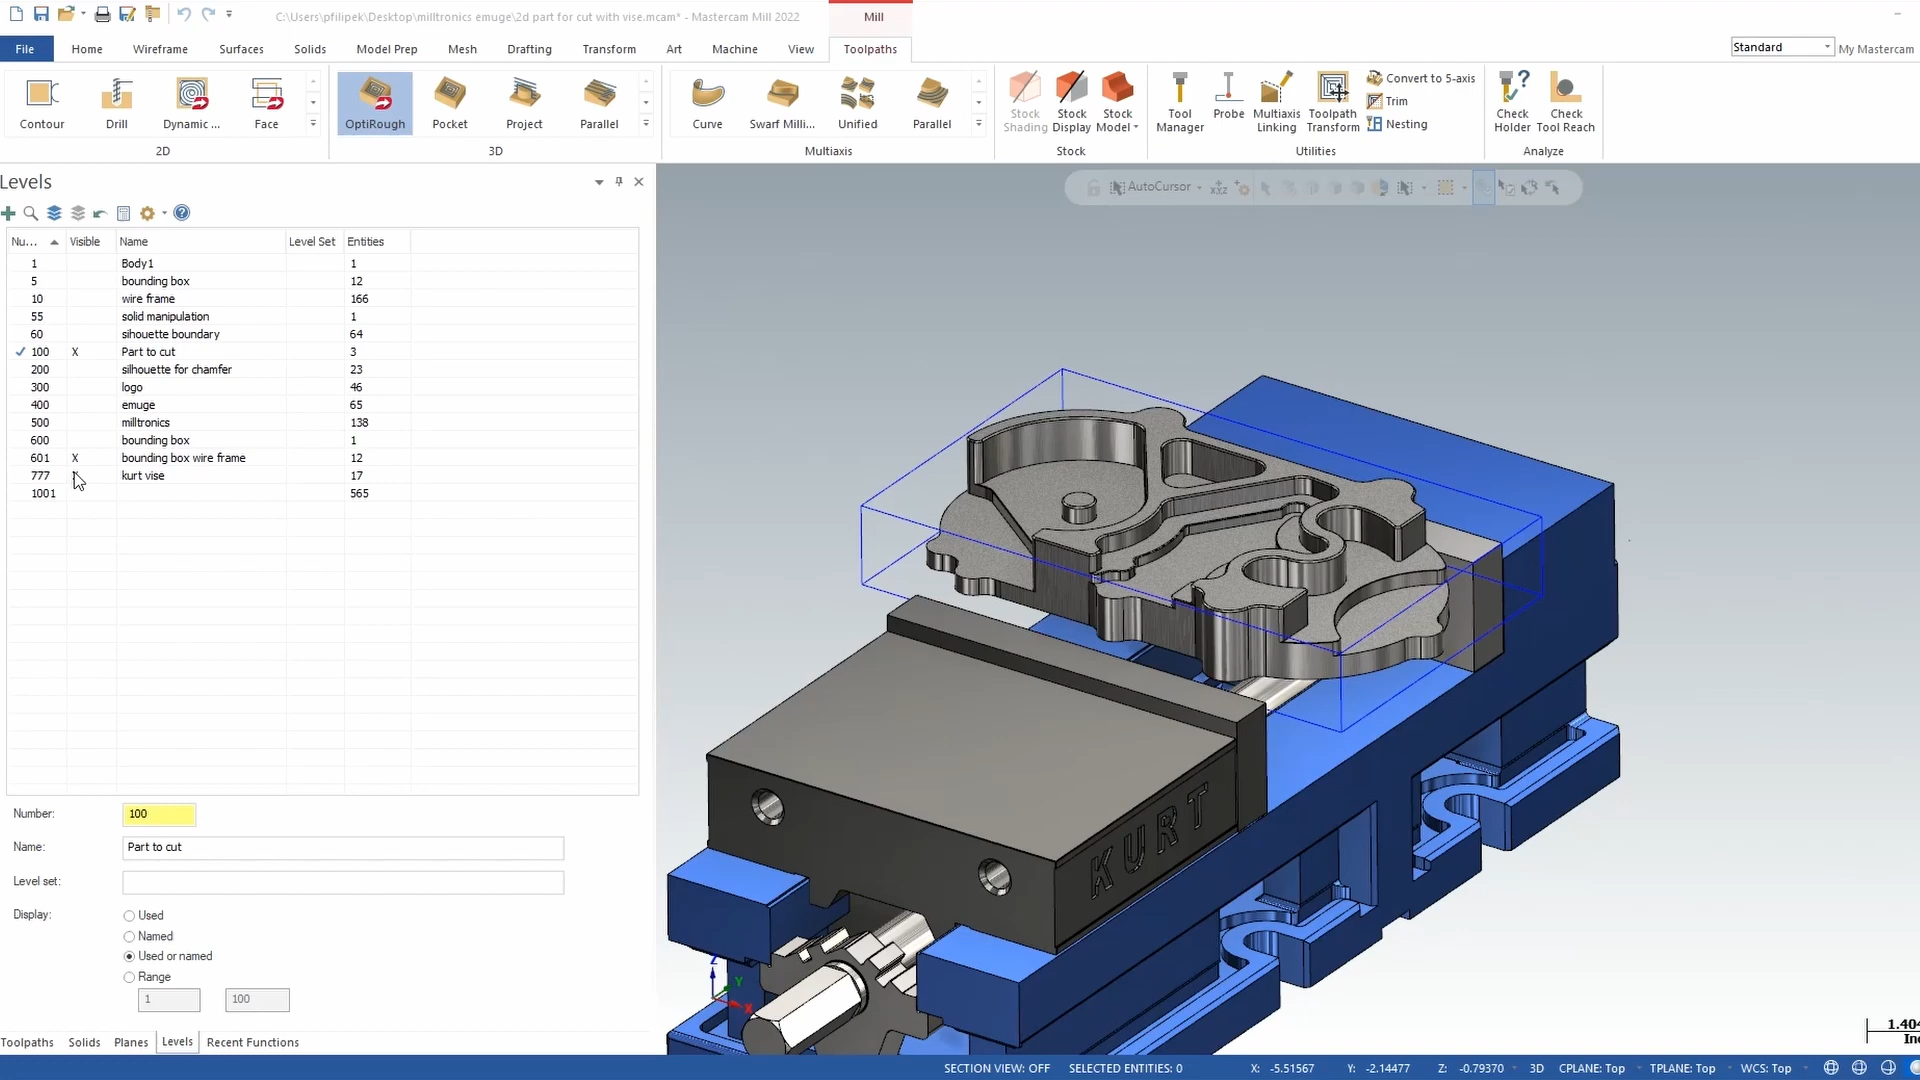 C:\Users\pfilipek\Desktop\milltronics emuge\2d part for cut with vise.mcam* - Mastercam Mill 2022
Mill
File
Home
Wireframe
Surfaces
Solids
Model Prep
Mesh
Drafting
Transform
Art
Machine
View
Toolpaths
Standard
My Mastercam
Contour
Drill
Dynamic ...
Face
OptiRough
Pocket
Project
Parallel
Curve
Swarf Milli...
Unified
Parallel
Stock Shading
Stock Display
Stock Model
Tool Manager
Probe
Multiaxis Linking
Toolpath Transform
Convert to 5-axis
Trim
Nesting
Check Holder
Check Tool Reach
2D
3D
Multiaxis
Stock
Utilities
Analyze
Levels
AutoCursor
Nu... Visible Name Level Set Entities
1 Body1 1
5 bounding box 12
10 wire frame 166
55 solid manipulation 1
60 sihouette boundary 64
100 X Part to cut 3
200 silhouette for chamfer 23
300 logo 46
400 emuge 65
500 milltronics 138
600 bounding box 1
601 X bounding box wire frame 12
777 kurt vise 17
1001 565
Number: 100
Name: Part to cut
Level set:
Display:
Used
Named
Used or named
Range
1 100
KURT
Z
Y
X
1.404
Toolpaths Solids Planes Levels Recent Functions
SECTION VIEW: OFF SELECTED ENTITIES: 0 X: -5.51567 Y: -2.14477 Z: -0.79370 3D CPLANE: Top TPLANE: Top WCS: Top